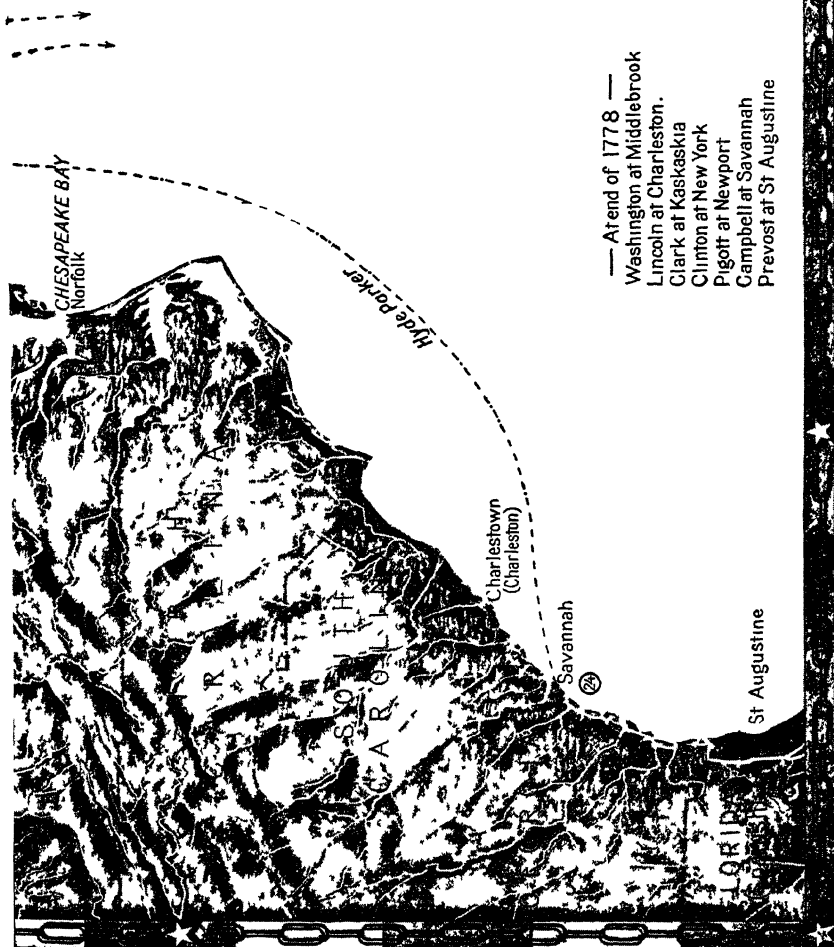 CHESAPEAKE BAY
Norfolk
Hyde Parker
Charlestown
(Charleston)
Savannah
24
St Augustine
SOUTH
CAROLI
LORID
— At end of 1778 —
Washington at Middlebrook
Lincoln at Charleston.
Clark at Kaskaskia
Clinton at New York
Pigott at Newport
Campbell at Savannah
Prevost at St Augustine